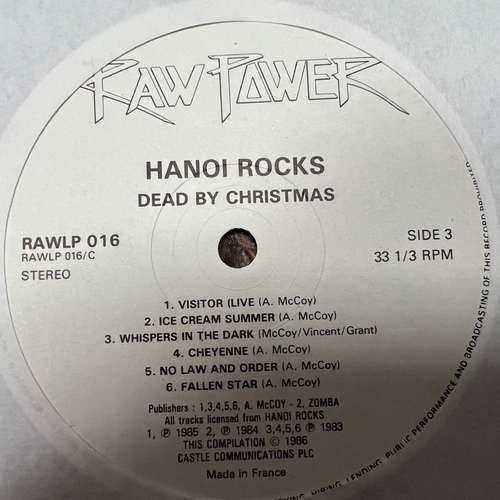 RAW POWER
HANOI ROCKS
DEAD BY CHRISTMAS
RAWLP 016
RAWLP 016/C
STEREO
SIDE 3
33 1/3 RPM
1. VISITOR (LIVE (A. McCOY)
2. ICE CREAM SUMMER (A. McCoy)
3. WHISPERS IN THE DARK (McCoy/Vincent/Grant)
4. CHEYENNE (A. McCoy)
5. NO LAW AND ORDER (A. McCoy)
6. FALLEN STAR (A. McCoy)
Publishers : 1,3,4,5,6, A. McCOY - 2, ZOMBA
All tracks licensed from HANOI ROCKS
1, ℗ 1985 2, ℗ 1984 3,4,5,6 ℗ 1983
THIS COMPILATION © 1986
CASTLE COMMUNICATIONS PLC
Made in France
LENDING, PUBLIC PERFORMANCE AND BROADCASTING OF THIS RECORD PROHIBITED